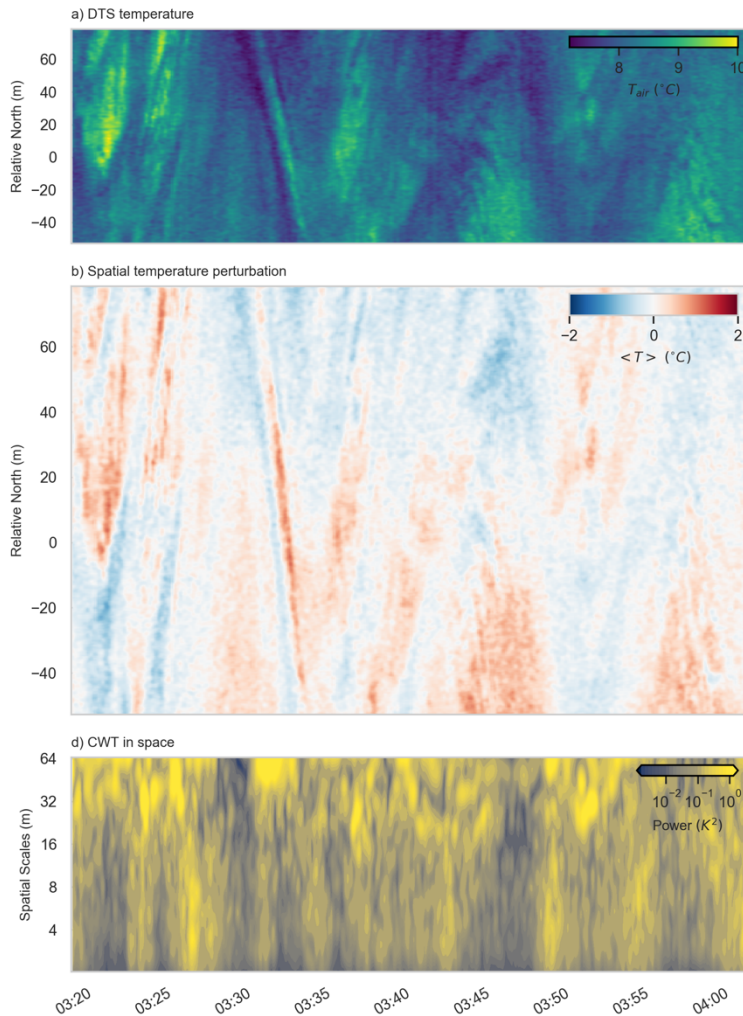 a) DTS temperature
60
40
20
0
−20
−40
Relative North (m)
8 9 10
T_air (°C)
b) Spatial temperature perturbation
60
40
20
0
−20
−40
Relative North (m)
−2 0 2
<T> (°C)
d) CWT in space
64
32
16
8
4
Spatial Scales (m)
10⁻² 10⁻¹ 10⁰
Power (K²)
03:20 03:25 03:30 03:35 03:40 03:45 03:50 03:55 04:00